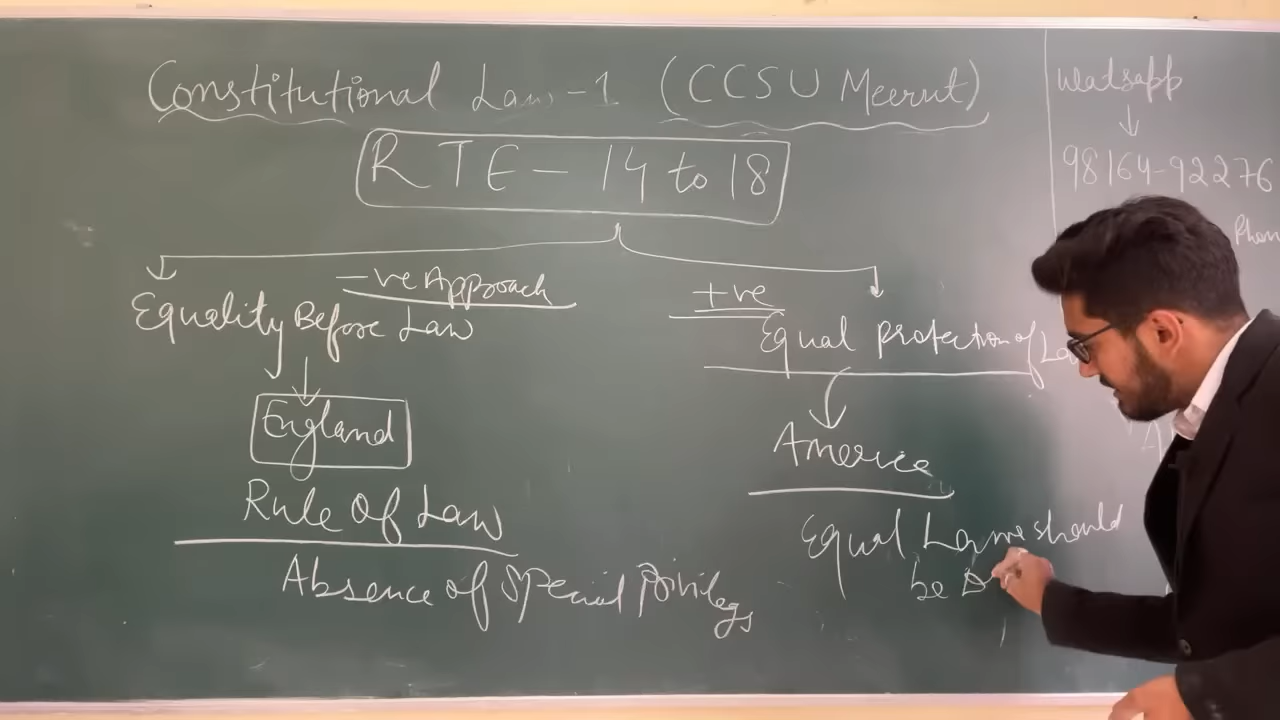 Constitutional Law-1 (CCSU Meerut)
RTE - 14 to 18
-ve Approach
Equality Before Law
England
Rule of Law
Absence of Special Privilegs
+ve
Equal Protection of La
America
Equal Law should
be
Watsapp
98164-92276
Phon